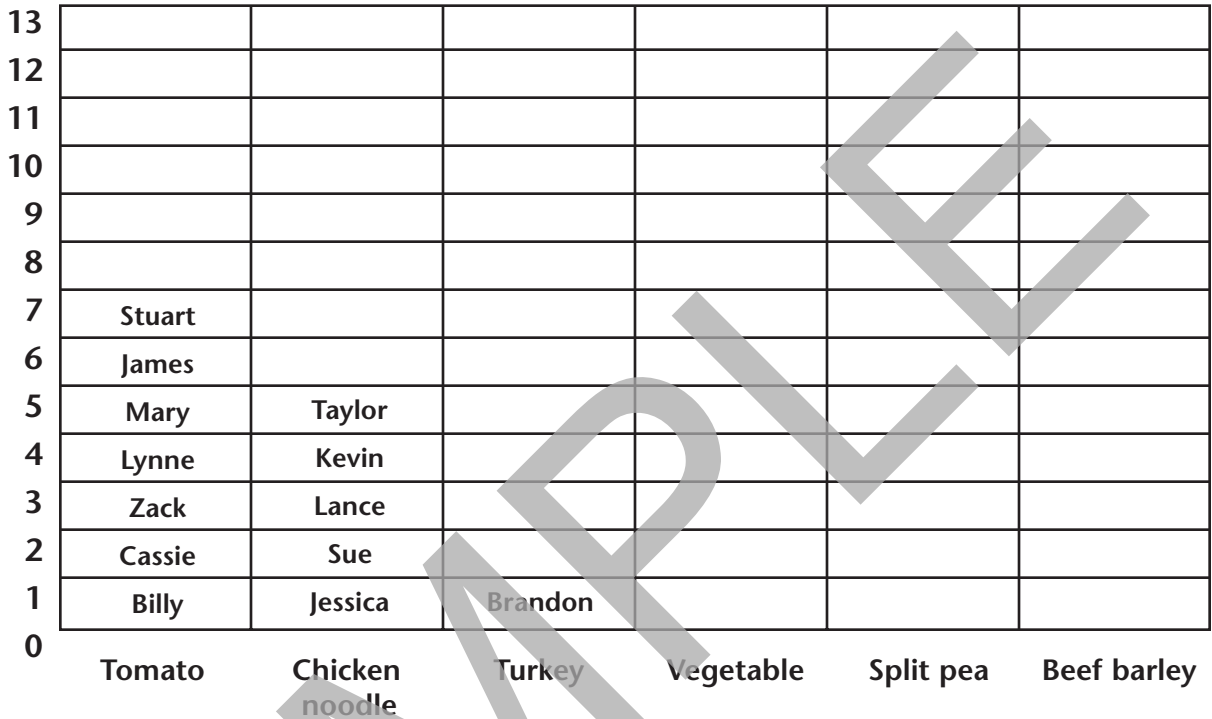 13
12
11
10
9
8
7 Stuart
6 James
5 Mary Taylor
4 Lynne Kevin
3 Zack Lance
2 Cassie Sue
1 Billy Jessica Brandon
0
Tomato Chicken noodle Turkey Vegetable Split pea Beef barley
MPLE